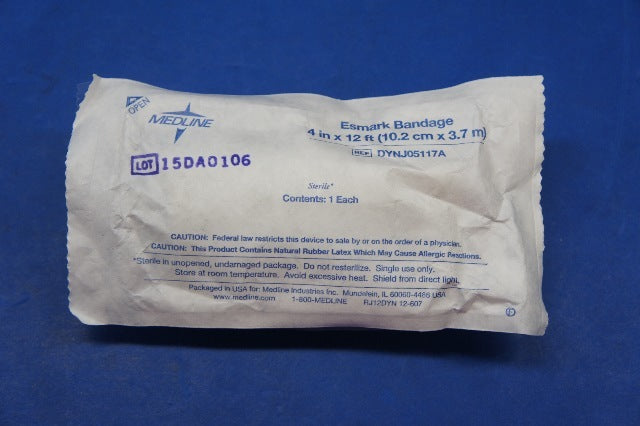 OPEN
MEDLINE
Esmark Bandage
4 in x 12 ft (10.2 cm x 3.7 m)
REF DYNJ05117A
LOT 15DA0106
Sterile*
Contents: 1 Each
CAUTION: Federal law restricts this device to sale by or on the order of a physician.
CAUTION: This Product Contains Natural Rubber Latex Which May Cause Allergic Reactions.
*Sterile in unopened, undamaged package. Do not resterilize. Single use only.
Store at room temperature. Avoid excessive heat. Shield from direct light.
Packaged in USA for: Medline Industries Inc. Mundelein, IL 60060-4486 USA
www.medline.com 1-800-MEDLINE RJ12DYN 12-607